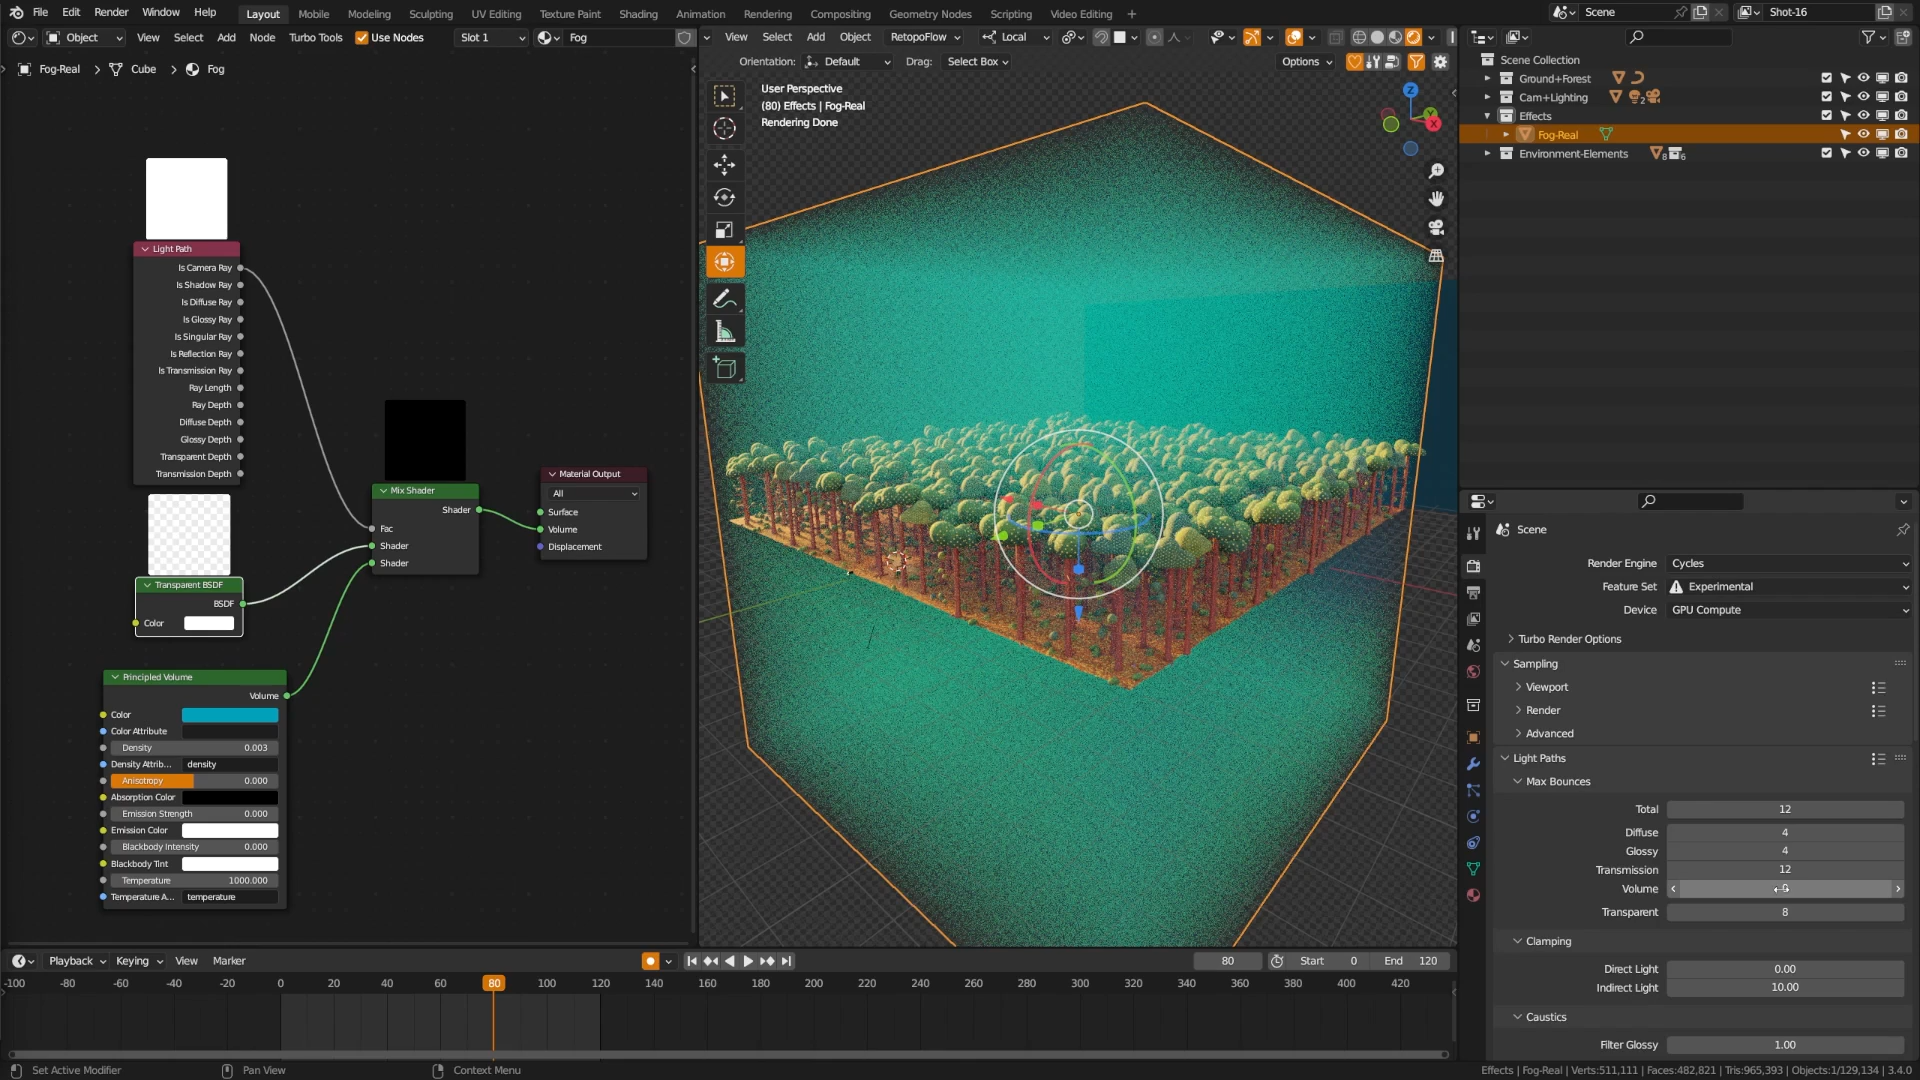 File Edit Render Window Help Layout Mobile Modeling Sculpting UV Editing Texture Paint Shading Animation Rendering Compositing Geometry Nodes Scripting Video Editing + Scene Shot-16
Object View Select Add Node Turbo Tools Use Nodes Slot 1 Fog View Select Add Object RetopoFlow Local
Orientation: Default Drag: Select Box Options
Fog-Real > Cube > Fog
User Perspective
(80) Effects | Fog-Real
Rendering Done
Z
X
Scene Collection
Ground+Forest
Cam+Lighting 2
Effects
Fog-Real
Environment-Elements 8 6
Light Path
Is Camera Ray
Is Shadow Ray
Is Diffuse Ray
Is Glossy Ray
Is Singular Ray
Is Reflection Ray
Is Transmission Ray
Ray Length
Ray Depth
Diffuse Depth
Glossy Depth
Transparent Depth
Transmission Depth
Mix Shader
Shader
Fac
Shader
Shader
Material Output
All
Surface
Volume
Displacement
Transparent BSDF
BSDF
Color
Principled Volume
Volume
Color
Color Attribute
Density 0.003
Density Attrib... density
Anisotropy 0.000
Absorption Color
Emission Strength 0.000
Emission Color
Blackbody Intensity 0.000
Blackbody Tint
Temperature 1000.000
Temperature A... temperature
Scene
Render Engine Cycles
Feature Set Experimental
Device GPU Compute
Turbo Render Options
Sampling
Viewport
Render
Advanced
Light Paths
Max Bounces
Total 12
Diffuse 4
Glossy 4
Transmission 12
Volume
Transparent 8
Clamping
Direct Light 0.00
Indirect Light 10.00
Caustics
Filter Glossy 1.00
Playback Keying View Marker 80 Start 0 End 120
-100 -80 -60 -40 -20 0 20 40 60 80 100 120 140 160 180 200 220 240 260 280 300 320 340 360 380 400 420
Set Active Modifier Pan View Context Menu Effects | Fog-Real | Verts:511,111 | Faces:482,821 | Tris:965,393 | Objects:1/129,134 | 3.4.0